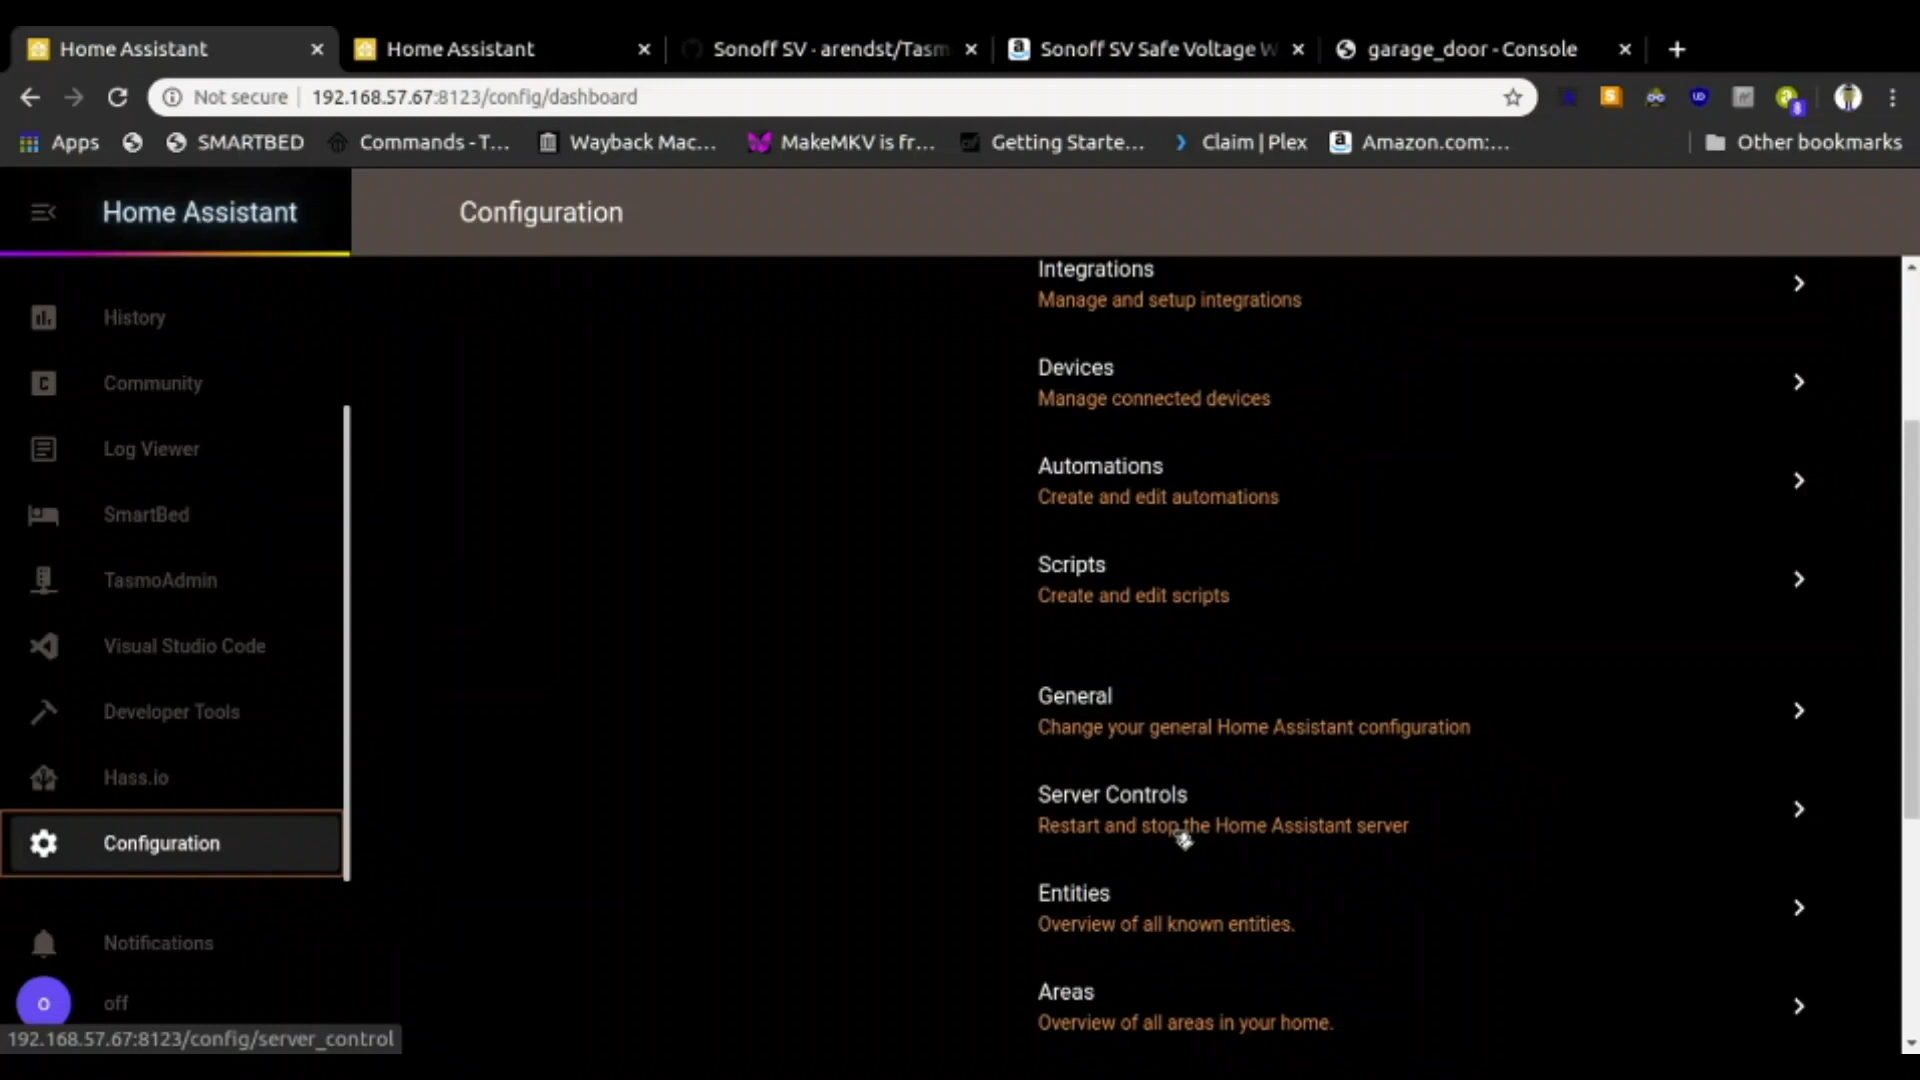 Home Assistant
Home Assistant
Sonoff SV - arendst/Tasm
Sonoff SV Safe Voltage W
garage_door - Console
Not secure
192.168.57.67:8123/config/dashboard
Apps
SMARTBED
Commands - T...
Wayback Mac...
MakeMKV is fr...
Getting Starte...
Claim | Plex
Amazon.com:...
Other bookmarks
Home Assistant
Configuration
History
Community
Log Viewer
SmartBed
TasmoAdmin
Visual Studio Code
Developer Tools
Hass.io
Configuration
Notifications
o
off
192.168.57.67:8123/config/server_control
Integrations
Manage and setup integrations
Devices
Manage connected devices
Automations
Create and edit automations
Scripts
Create and edit scripts
General
Change your general Home Assistant configuration
Server Controls
Restart and stop the Home Assistant server
Entities
Overview of all known entities.
Areas
Overview of all areas in your home.